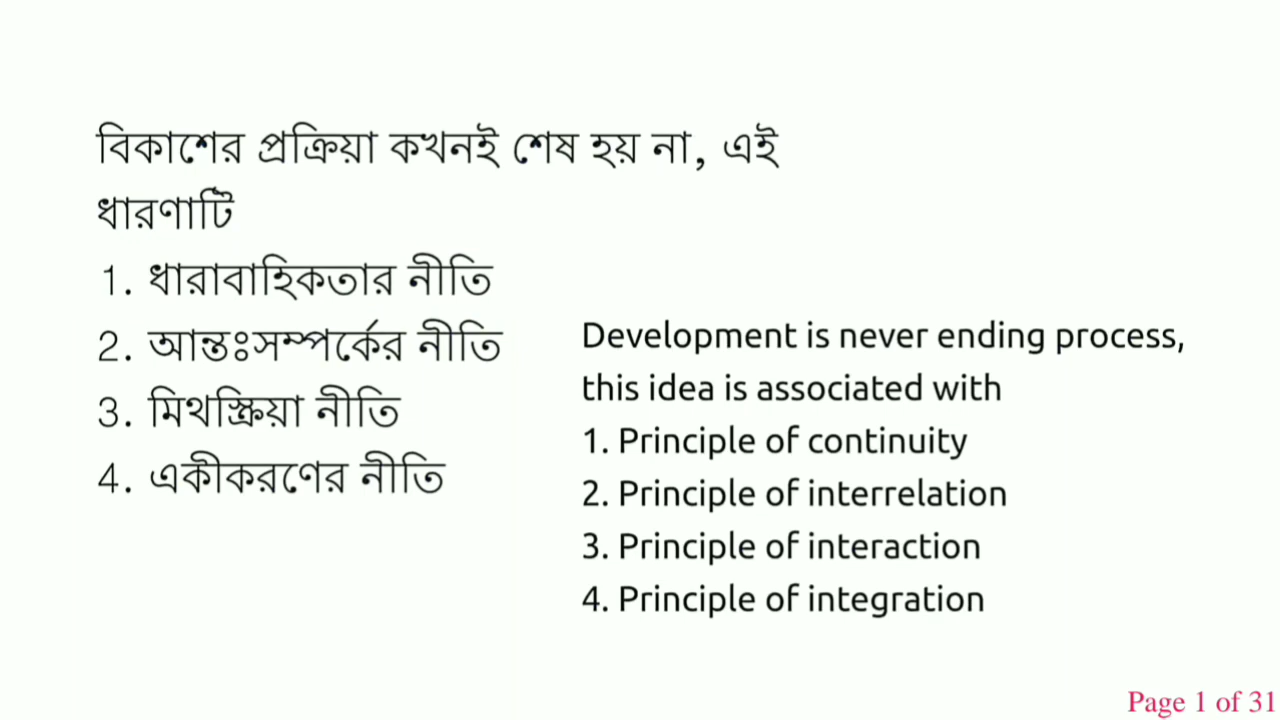 বিকাশের প্রক্রিয়া কখনই শেষ হয় না, এই
ধারণাটি
1. ধারাবাহিকতার নীতি
2. আন্তঃসম্পর্কের নীতি
3. মিথস্ক্রিয়া নীতি
4. একীকরণের নীতি
Development is never ending process,
this idea is associated with
1. Principle of continuity
2. Principle of interrelation
3. Principle of interaction
4. Principle of integration
Page 1 of 31